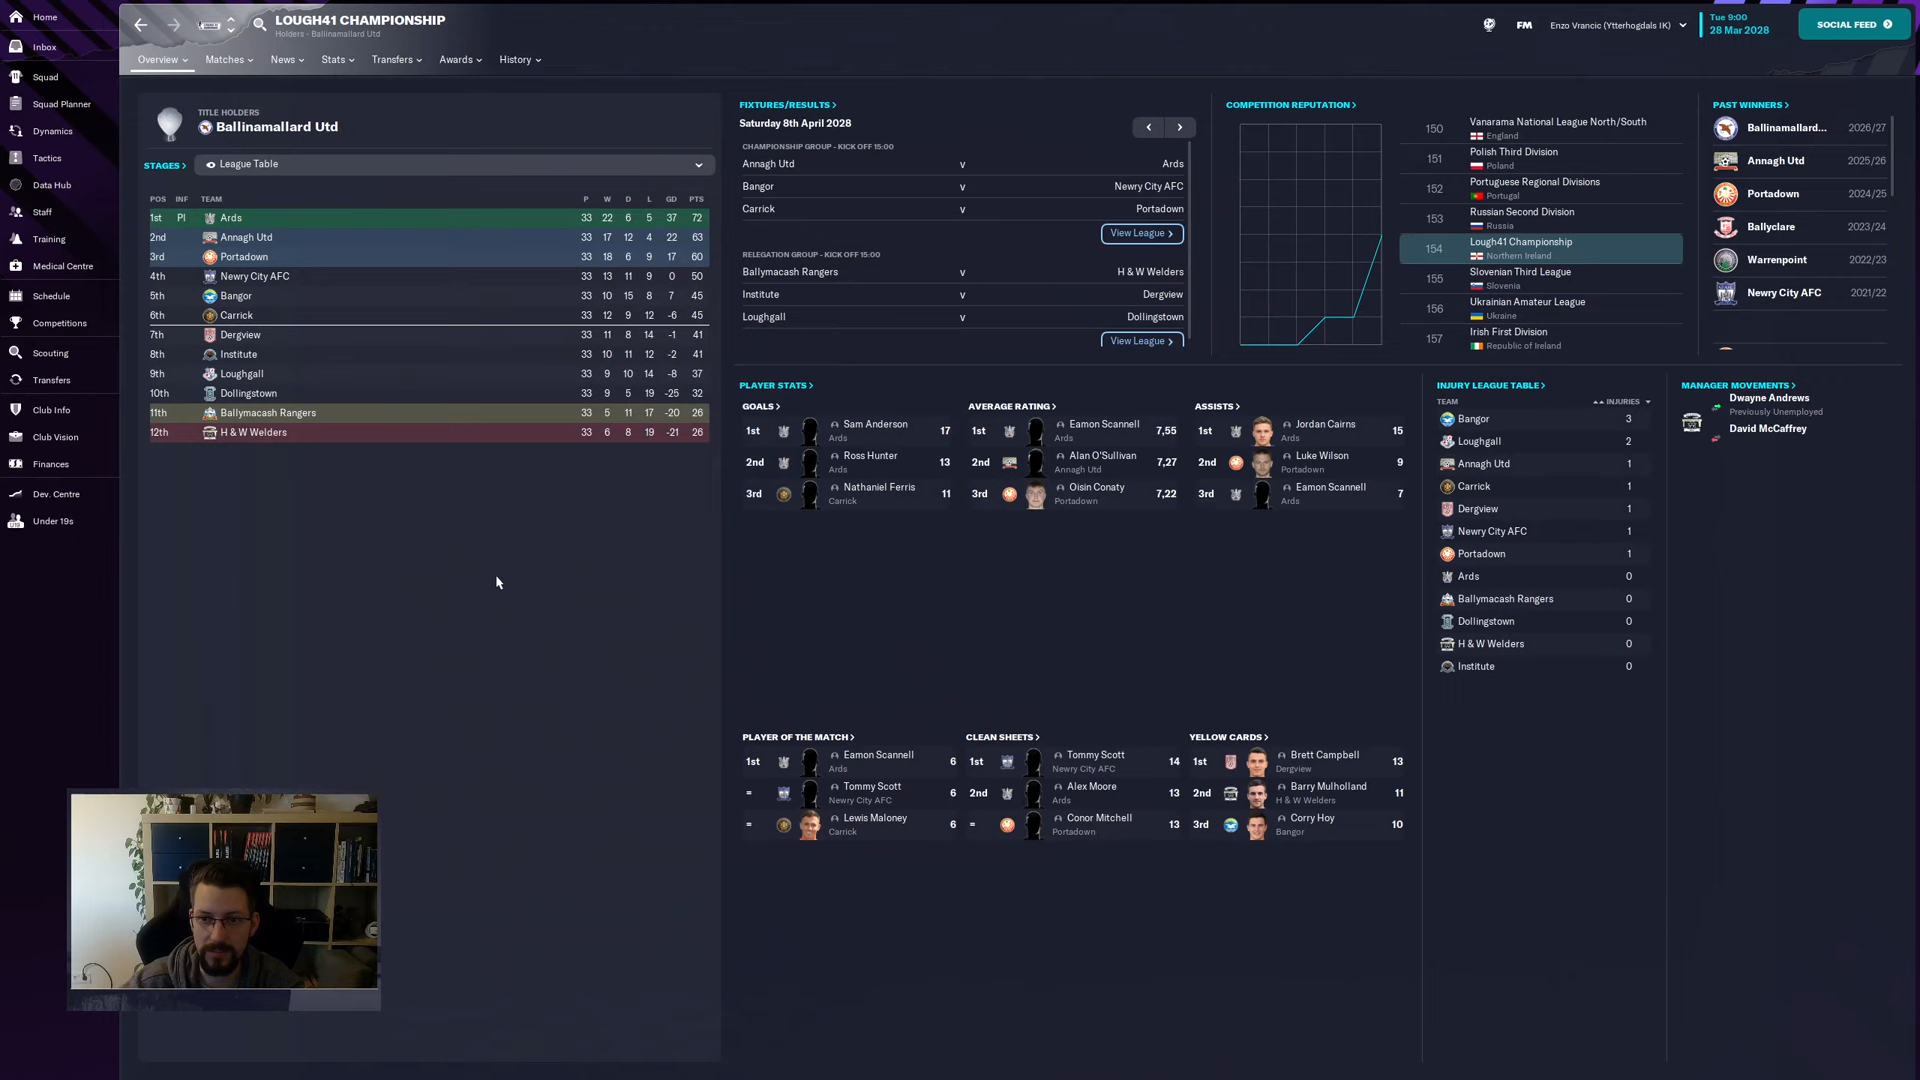 Home
Inbox
Squad
Squad Planner
Dynamics
Tactics
Data Hub
Staff
Training
Medical Centre
Schedule
Competitions
Scouting
Transfers
Club Info
Club Vision
Finances
Dev. Centre
Under 19s
LOUGH41 CHAMPIONSHIP
Holders - Ballinamallard Utd
FM
Enzo Vrancic (Ytterhogdals IK)
Tue 9:00
28 Mar 2028
SOCIAL FEED
Overview Matches News Stats Transfers Awards History
TITLE HOLDERS
Ballinamallard Utd
STAGES League Table
POS INF TEAM P W D L GD PTS
1st Pl Ards 33 22 6 5 37 72
2nd Annagh Utd 33 17 12 4 22 63
3rd Portadown 33 18 6 9 17 60
4th Newry City AFC 33 13 11 9 0 50
5th Bangor 33 10 15 8 7 45
6th Carrick 33 12 9 12 -6 45
7th Dergview 33 11 8 14 -1 41
8th Institute 33 10 11 12 -2 41
9th Loughgall 33 9 10 14 -8 37
10th Dollingstown 33 9 5 19 -25 32
11th Ballymacash Rangers 33 5 11 17 -20 26
12th H & W Welders 33 6 8 19 -21 26
FIXTURES/RESULTS
Saturday 8th April 2028
CHAMPIONSHIP GROUP - KICK OFF 15:00
Annagh Utd v Ards
Bangor v Newry City AFC
Carrick v Portadown
View League
RELEGATION GROUP - KICK OFF 15:00
Ballymacash Rangers v H & W Welders
Institute v Dergview
Loughgall v Dollingstown
View League
COMPETITION REPUTATION
150 Vanarama National League North/South
England
151 Polish Third Division
Poland
152 Portuguese Regional Divisions
Portugal
153 Russian Second Division
Russia
154 Lough41 Championship
Northern Ireland
155 Slovenian Third League
Slovenia
156 Ukrainian Amateur League
Ukraine
157 Irish First Division
Republic of Ireland
PAST WINNERS
Ballinamallard... 2026/27
Annagh Utd 2025/26
Portadown 2024/25
Ballyclare 2023/24
Warrenpoint 2022/23
Newry City AFC 2021/22
PLAYER STATS
GOALS
1st Sam Anderson 17
Ards
2nd Ross Hunter 13
Ards
3rd Nathaniel Ferris 11
Carrick
AVERAGE RATING
1st Eamon Scannell 7,55
Ards
2nd Alan O'Sullivan 7,27
Annagh Utd
3rd Oisin Conaty 7,22
Portadown
ASSISTS
1st Jordan Cairns 15
Ards
2nd Luke Wilson 9
Portadown
3rd Eamon Scannell 7
Ards
PLAYER OF THE MATCH
1st Eamon Scannell 6
Ards
= Tommy Scott 6
Newry City AFC
= Lewis Maloney 6
Carrick
CLEAN SHEETS
1st Tommy Scott 14
Newry City AFC
2nd Alex Moore 13
Ards
= Conor Mitchell 13
Portadown
YELLOW CARDS
1st Brett Campbell 13
Dergview
2nd Barry Mulholland 11
H & W Welders
3rd Corry Hoy 10
Bangor
INJURY LEAGUE TABLE
TEAM INJURIES
Bangor 3
Loughgall 2
Annagh Utd 1
Carrick 1
Dergview 1
Newry City AFC 1
Portadown 1
Ards 0
Ballymacash Rangers 0
Dollingstown 0
H & W Welders 0
Institute 0
MANAGER MOVEMENTS
Dwayne Andrews
Previously Unemployed
David McCaffrey